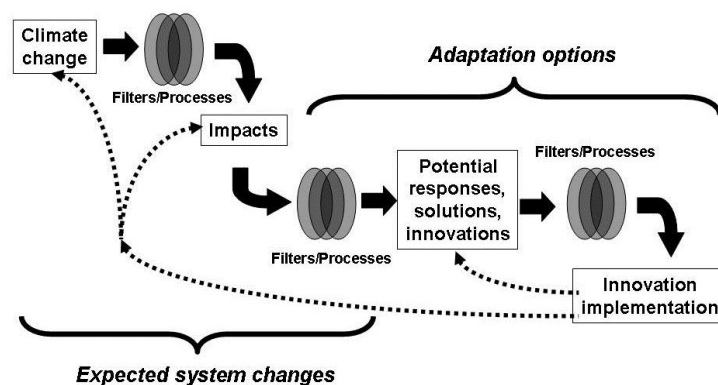 Climate
change
Filters/Processes
Impacts
Adaptation options
Filters/Processes
Potential
responses,
solutions,
innovations
Filters/Processes
Innovation
implementation
Expected system changes